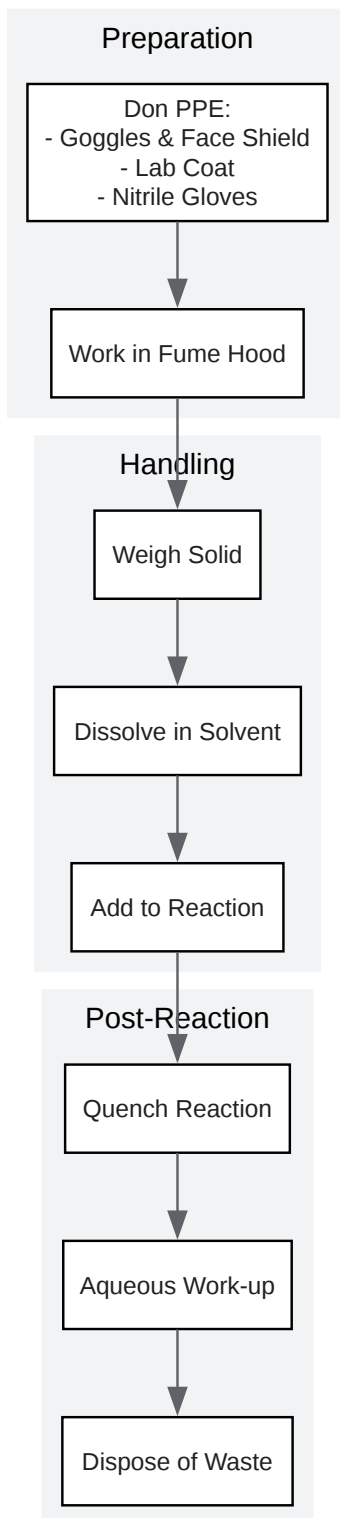 Preparation
Don PPE:
- Goggles & Face Shield
- Lab Coat
- Nitrile Gloves
Work in Fume Hood
Handling
Weigh Solid
Dissolve in Solvent
Add to Reaction
Post-Reaction
Quench Reaction
Aqueous Work-up
Dispose of Waste